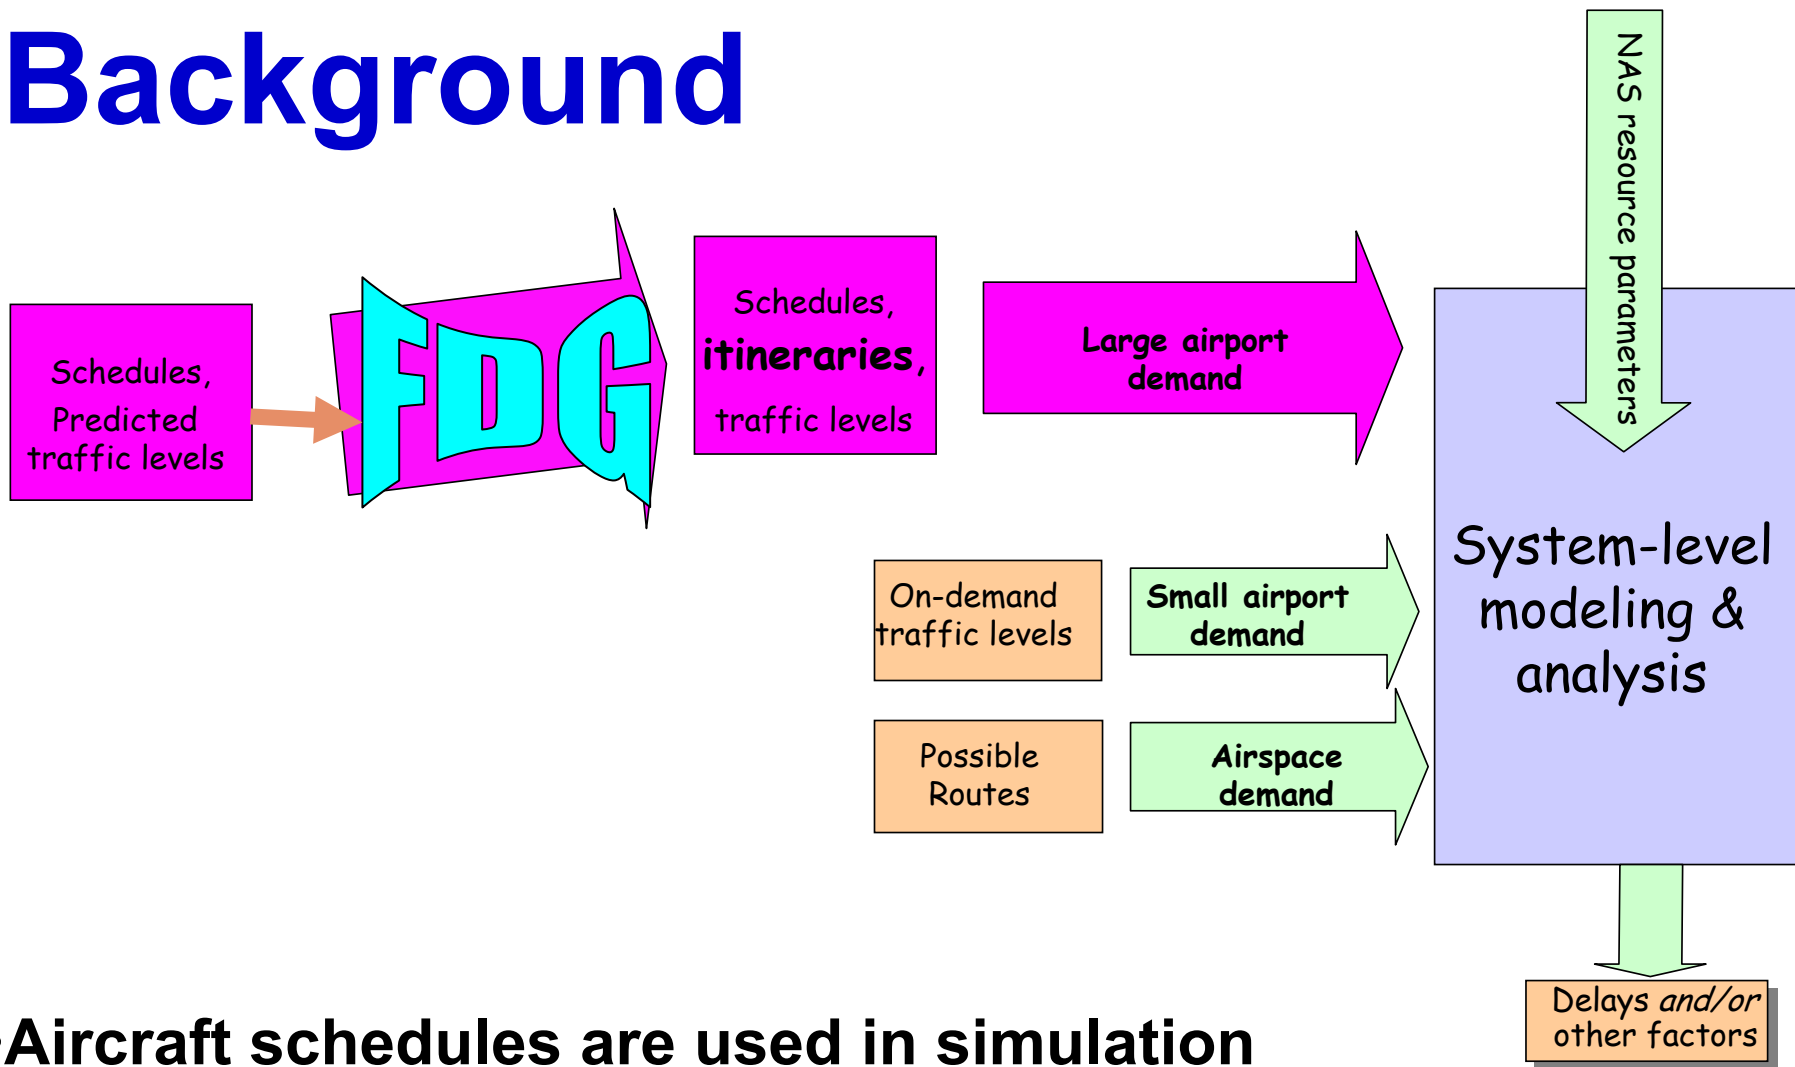 Background
NAS resource parameters
Schedules,
Predicted
traffic levels
FDG
Schedules,
itineraries,
traffic levels
Large airport
demand
On-demand
traffic levels
Small airport
demand
Possible
Routes
Airspace
demand
System-level
modeling &
analysis
Delays and/or
other factors
Aircraft schedules are used in simulation